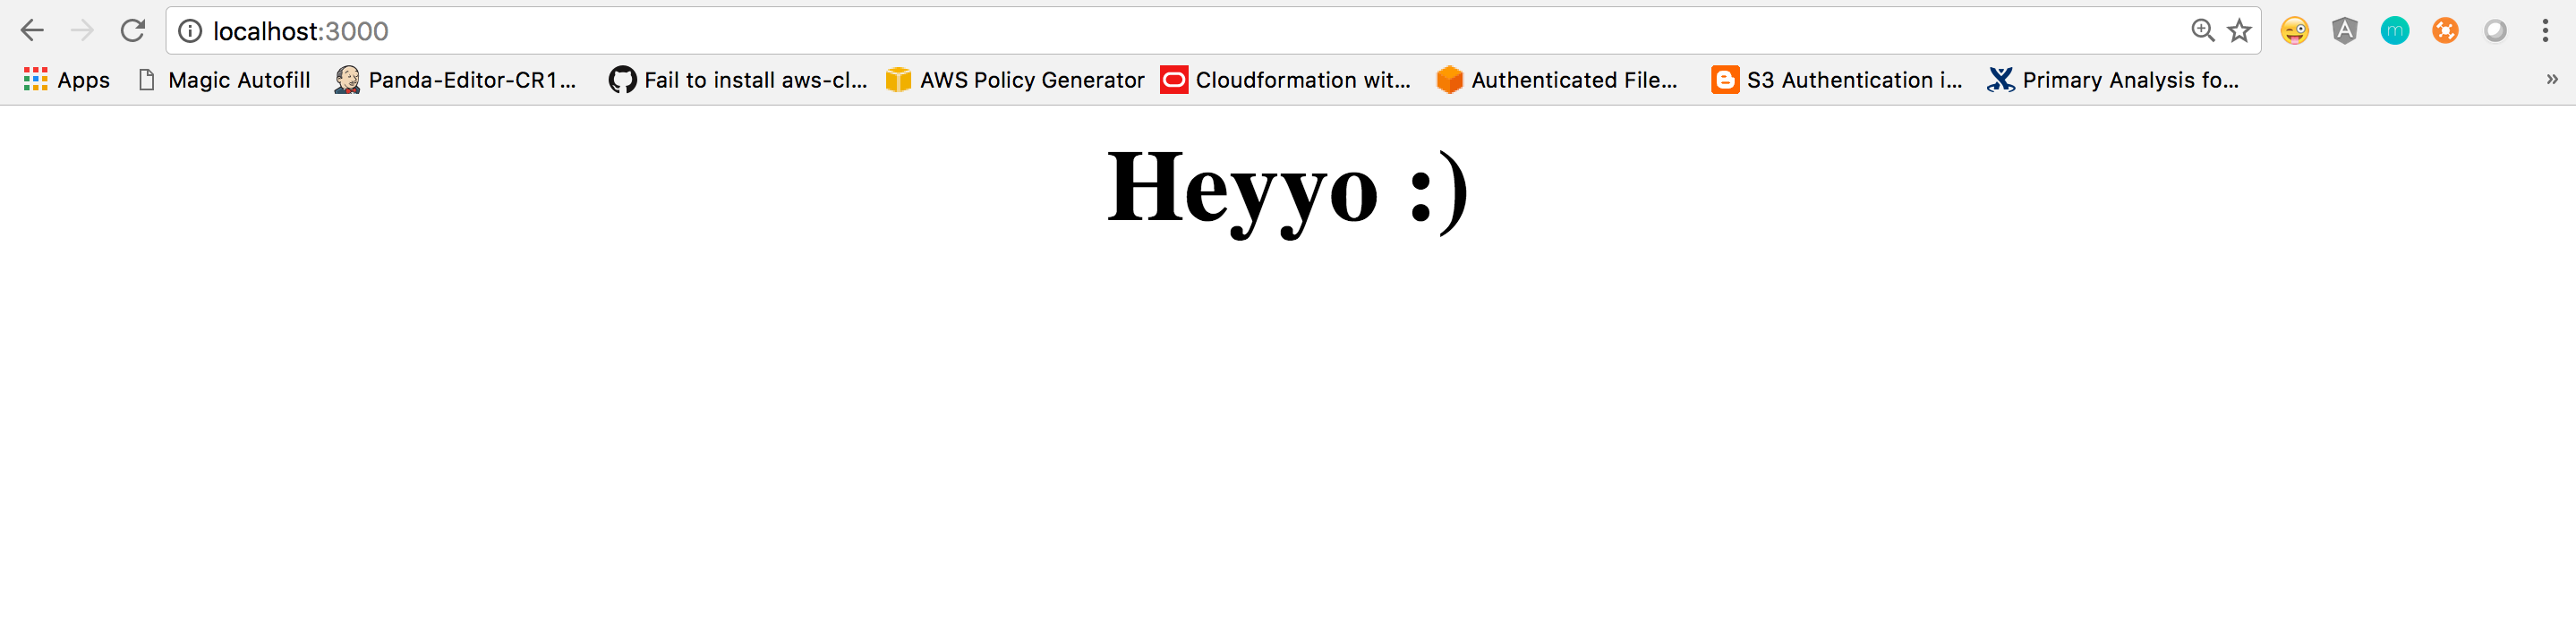 localhost:3000
Apps Magic Autofill Panda-Editor-CR1... Fail to install aws-cl... AWS Policy Generator Cloudformation wit... Authenticated File... S3 Authentication i... Primary Analysis fo... »
Heyyo :)